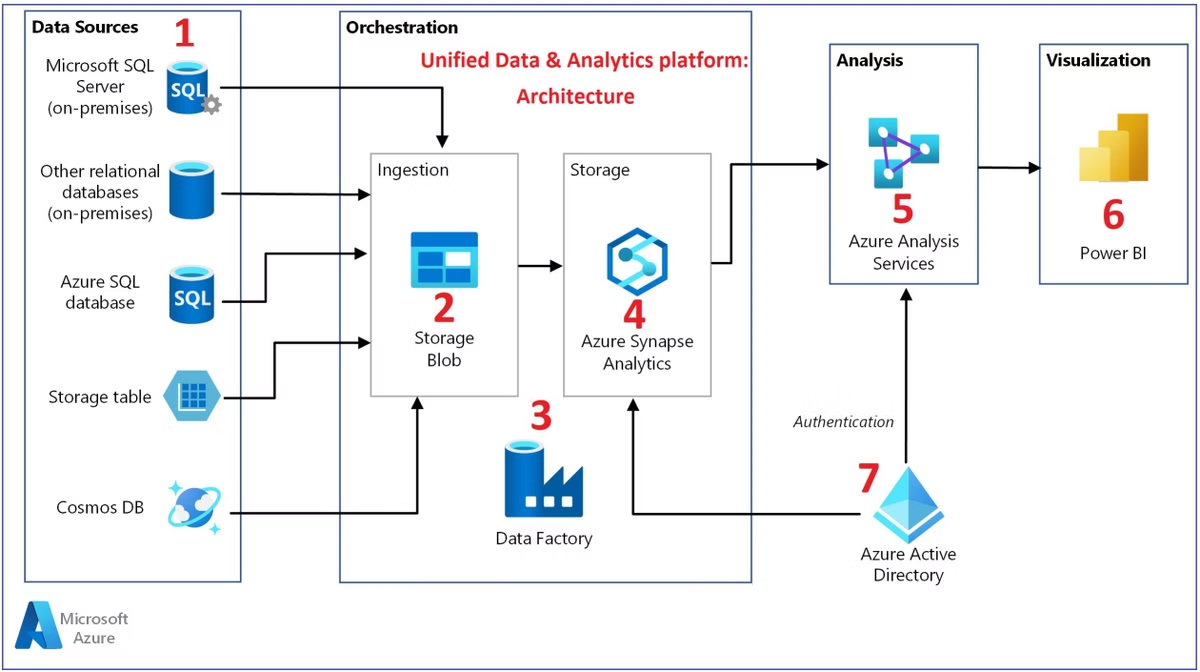 Data Sources
1
Microsoft SQL
Server
(on-premises)
SQL
Other relational
databases
(on-premises)
Azure SQL
database
SQL
Storage table
Cosmos DB
Orchestration
Unified Data & Analytics platform:
Architecture
Ingestion
2
Storage
Blob
Storage
4
Azure Synapse
Analytics
3
Data Factory
Analysis
5
Azure Analysis
Services
Visualization
6
Power BI
Authentication
7
Azure Active
Directory
Microsoft
Azure